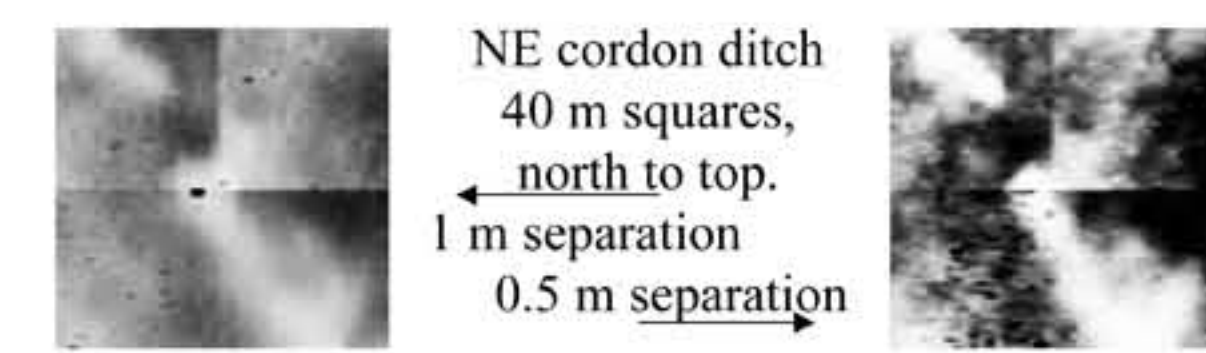 NE cordon ditch
40 m squares,
north to top.
1 m separation
0.5 m separation